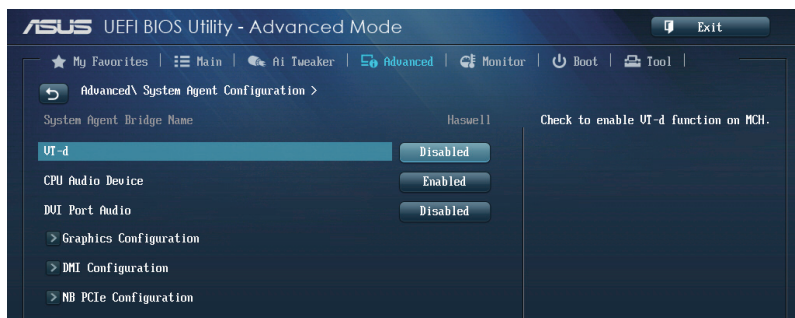 ASUS UEFI BIOS Utility - Advanced Mode
Exit
My Favorites | Main | Ai Tweaker | Advanced | Monitor | Boot | Tool |
Advanced\ System Agent Configuration >
System Agent Bridge Name Haswell
Check to enable VT-d function on MCH.
VT-d Disabled
CPU Audio Device Enabled
DVI Port Audio Disabled
> Graphics Configuration
> DMI Configuration
> NB PCIe Configuration